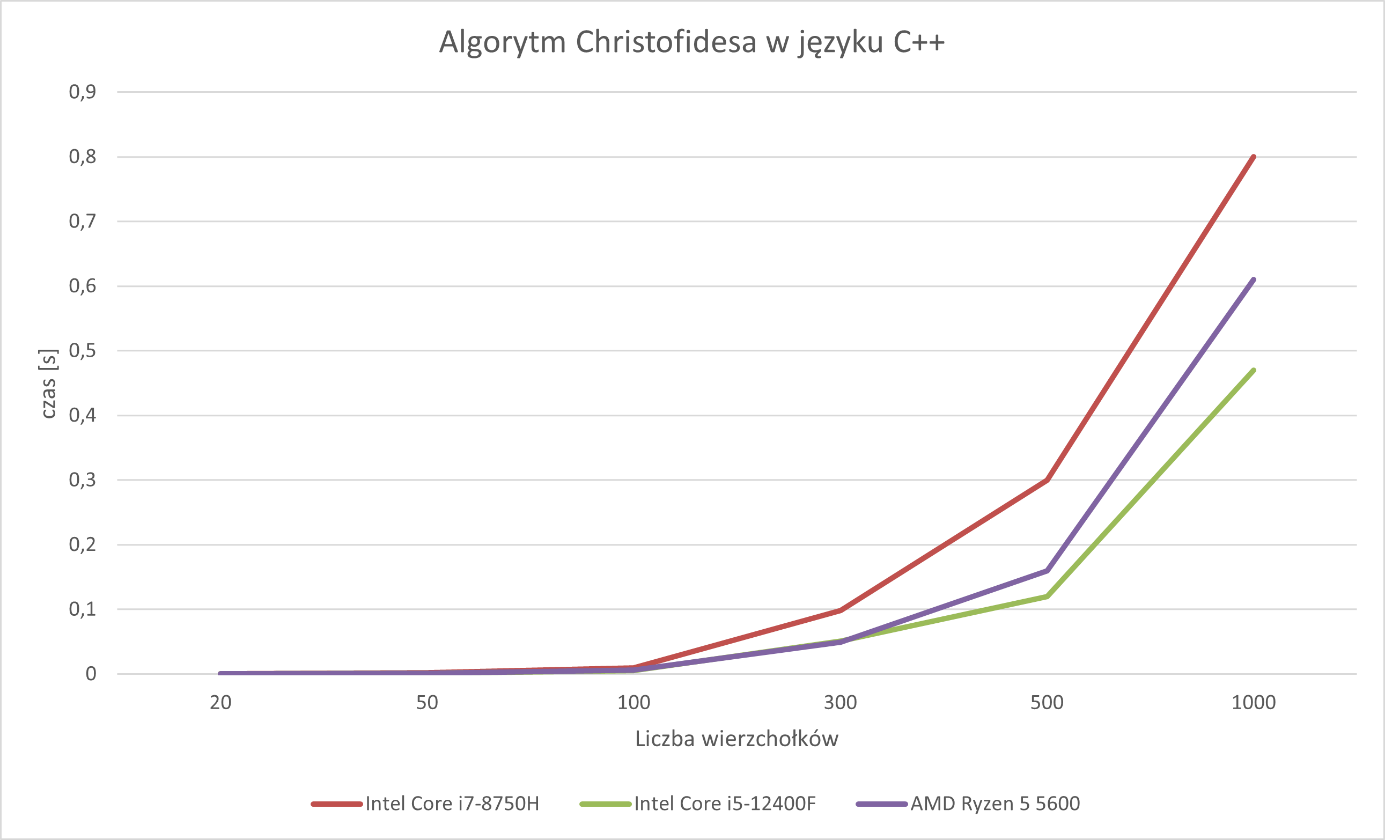 Algorytm Christofidesa w języku C++
0,9
0,8
0,7
0,6
0,5
0,4
0,3
0,2
0,1
0
czas [s]
20 50 100 300 500 1000
Liczba wierzchołków
Intel Core i7-8750H Intel Core i5-12400F AMD Ryzen 5 5600